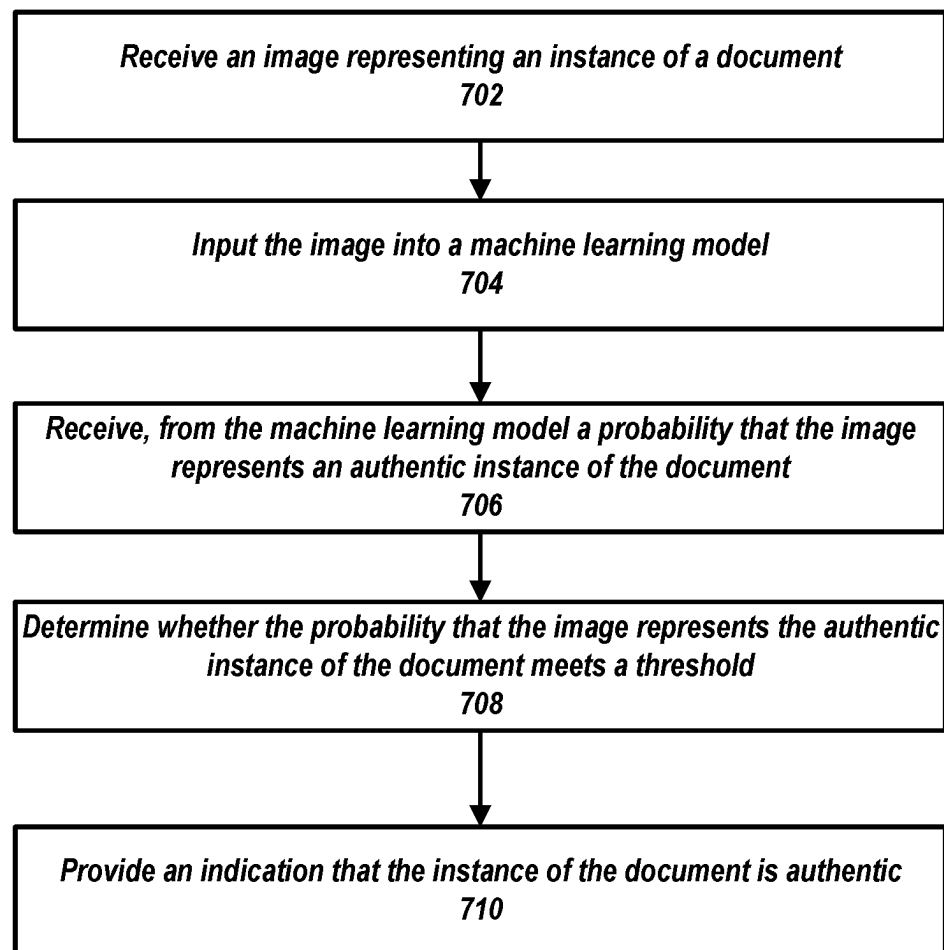 Receive an image representing an instance of a document
702
Input the image into a machine learning model
704
Receive, from the machine learning model a probability that the image
represents an authentic instance of the document
706
Determine whether the probability that the image represents the authentic
instance of the document meets a threshold
708
Provide an indication that the instance of the document is authentic
710